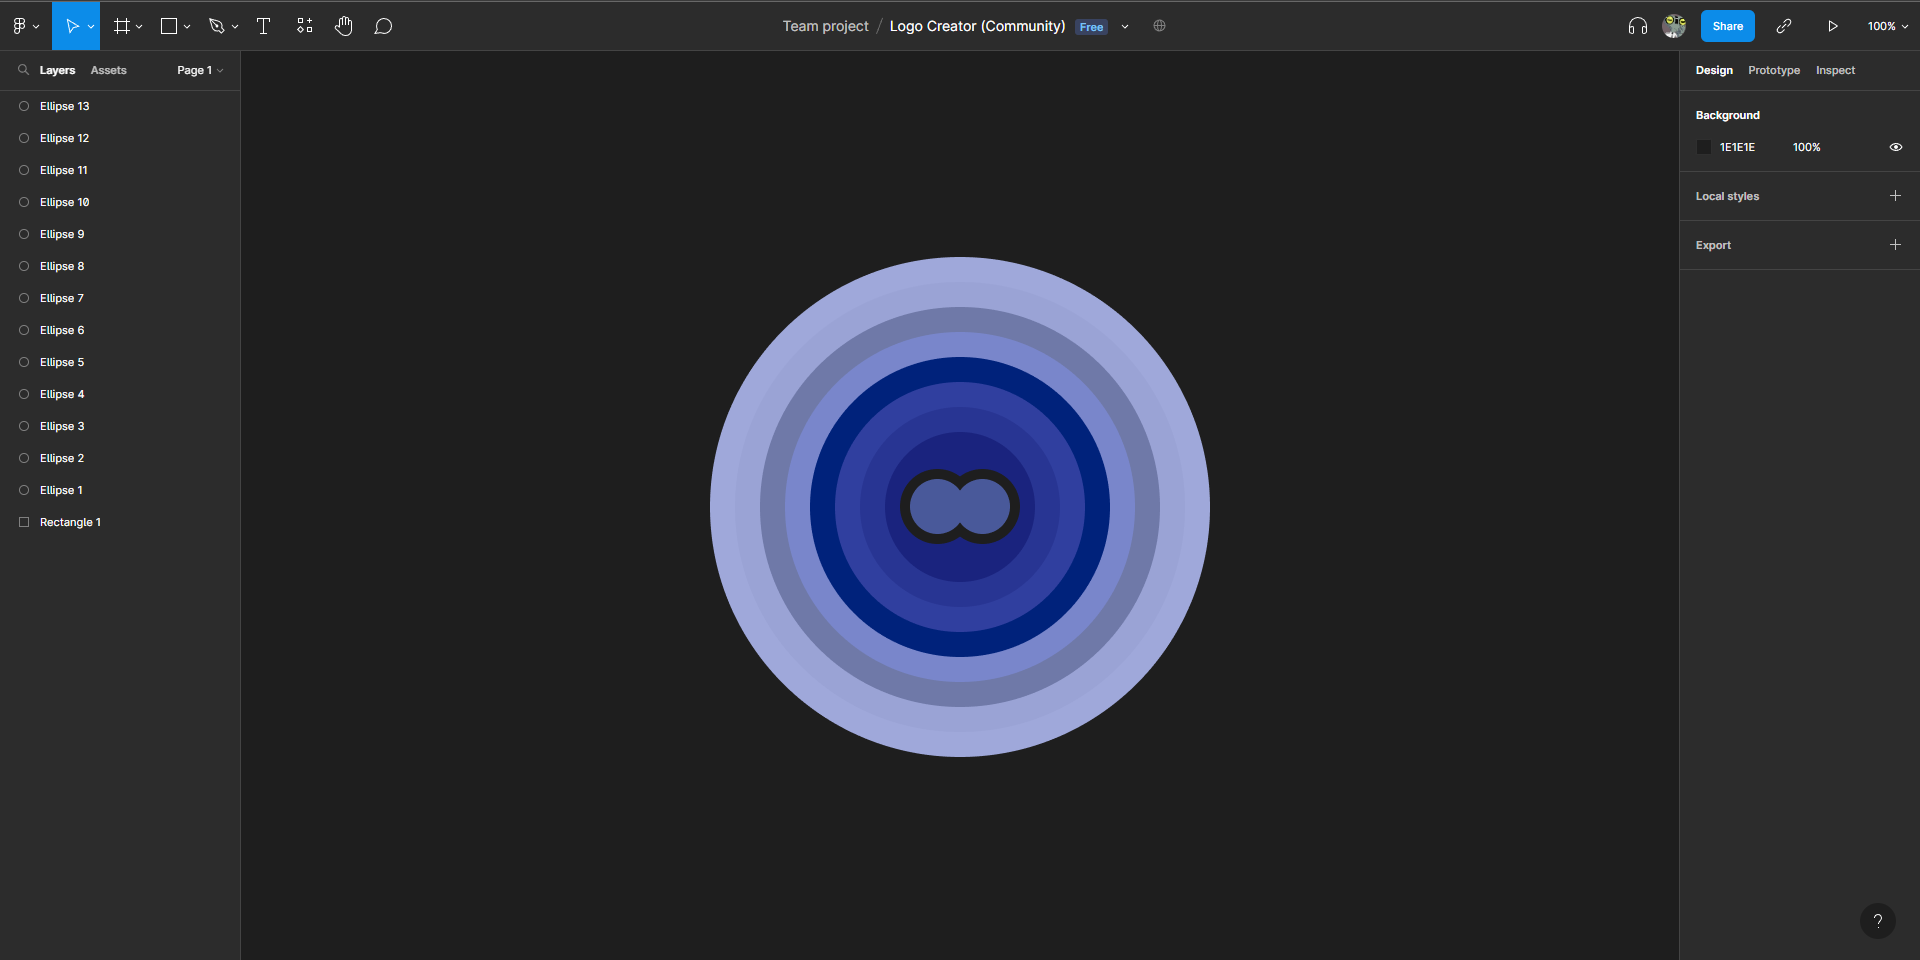 Team project / Logo Creator (Community) Free
Share
100%
Layers Assets Page 1
Ellipse 13
Ellipse 12
Ellipse 11
Ellipse 10
Ellipse 9
Ellipse 8
Ellipse 7
Ellipse 6
Ellipse 5
Ellipse 4
Ellipse 3
Ellipse 2
Ellipse 1
Rectangle 1
Design Prototype Inspect
Background
1E1E1E 100%
Local styles
Export
?